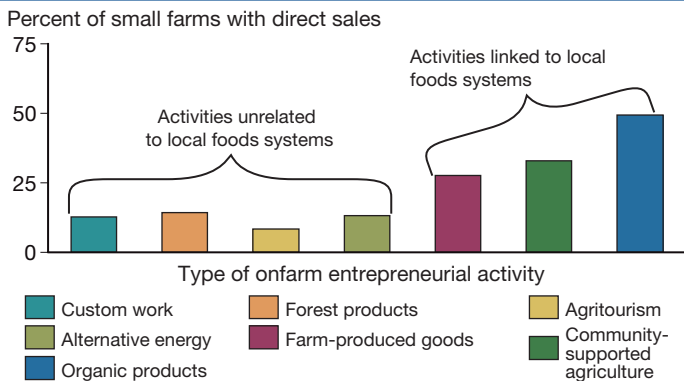 Percent of small farms with direct sales
75
Activities linked to local
foods systems
50
Activities unrelated
to local foods systems
25
0
Type of onfarm entrepreneurial activity
Custom work
Forest products
Agritourism
Alternative energy
Farm-produced goods
Community-
supported
agriculture
Organic products